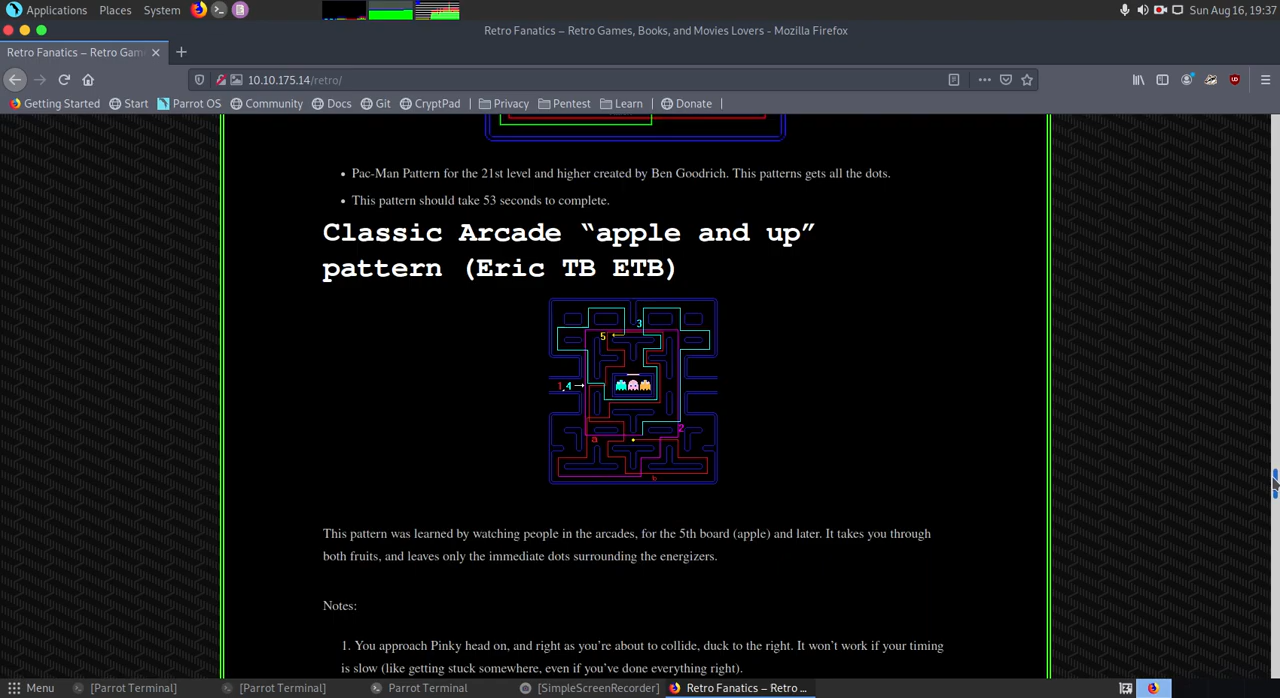 Applications Places System Sun Aug 16, 19:37
Retro Fanatics – Retro Games, Books, and Movies Lovers - Mozilla Firefox
Retro Fanatics – Retro Gam
10.10.175.14/retro/
Getting Started Start Parrot OS Community Docs Git CryptPad Privacy Pentest Learn Donate
• Pac-Man Pattern for the 21st level and higher created by Ben Goodrich. This patterns gets all the dots.
• This pattern should take 53 seconds to complete.
Classic Arcade “apple and up”
pattern (Eric TB ETB)
3
5
1,4
2
a
b
This pattern was learned by watching people in the arcades, for the 5th board (apple) and later. It takes you through
both fruits, and leaves only the immediate dots surrounding the energizers.
Notes:
1. You approach Pinky head on, and right as you’re about to collide, duck to the right. It won’t work if your timing
is slow (like getting stuck somewhere, even if you’ve done everything right).
Menu [Parrot Terminal] [Parrot Terminal] Parrot Terminal [SimpleScreenRecorder] Retro Fanatics – Retro ...